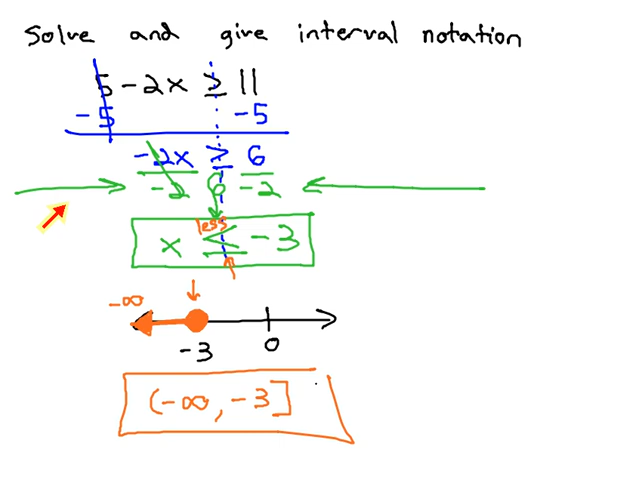 Solve and give interval notation
5 - 2x ≥ 11
- 5 - 5
-2x ≥ 6
-2 -2
less
x ≤ -3
-∞
-3 0
(-∞, -3]